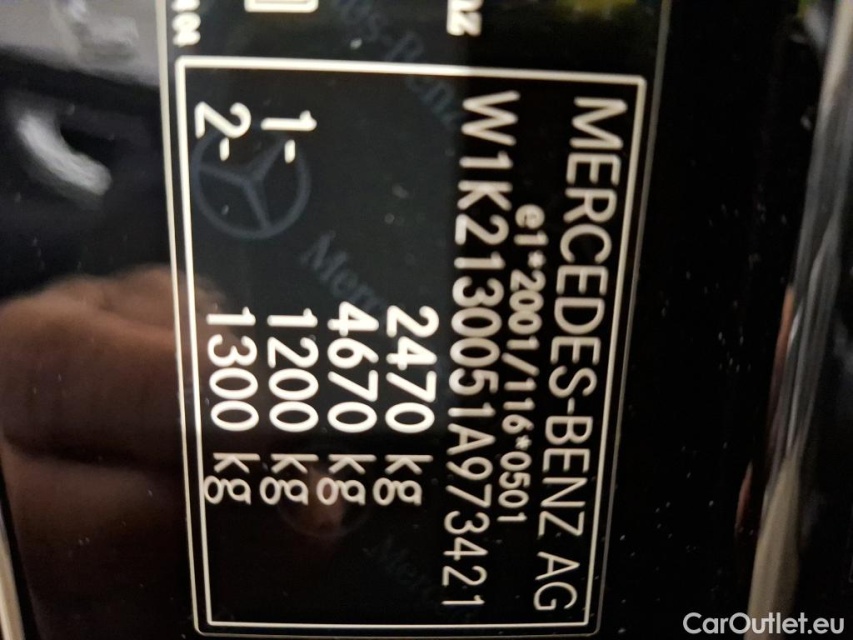 MERCEDES-BENZ AG
e1*2001/116*0501
W1K2130051A973421
2470 kg
4670 kg
1- 1200 kg
2- 1300 kg
CarOutlet.eu